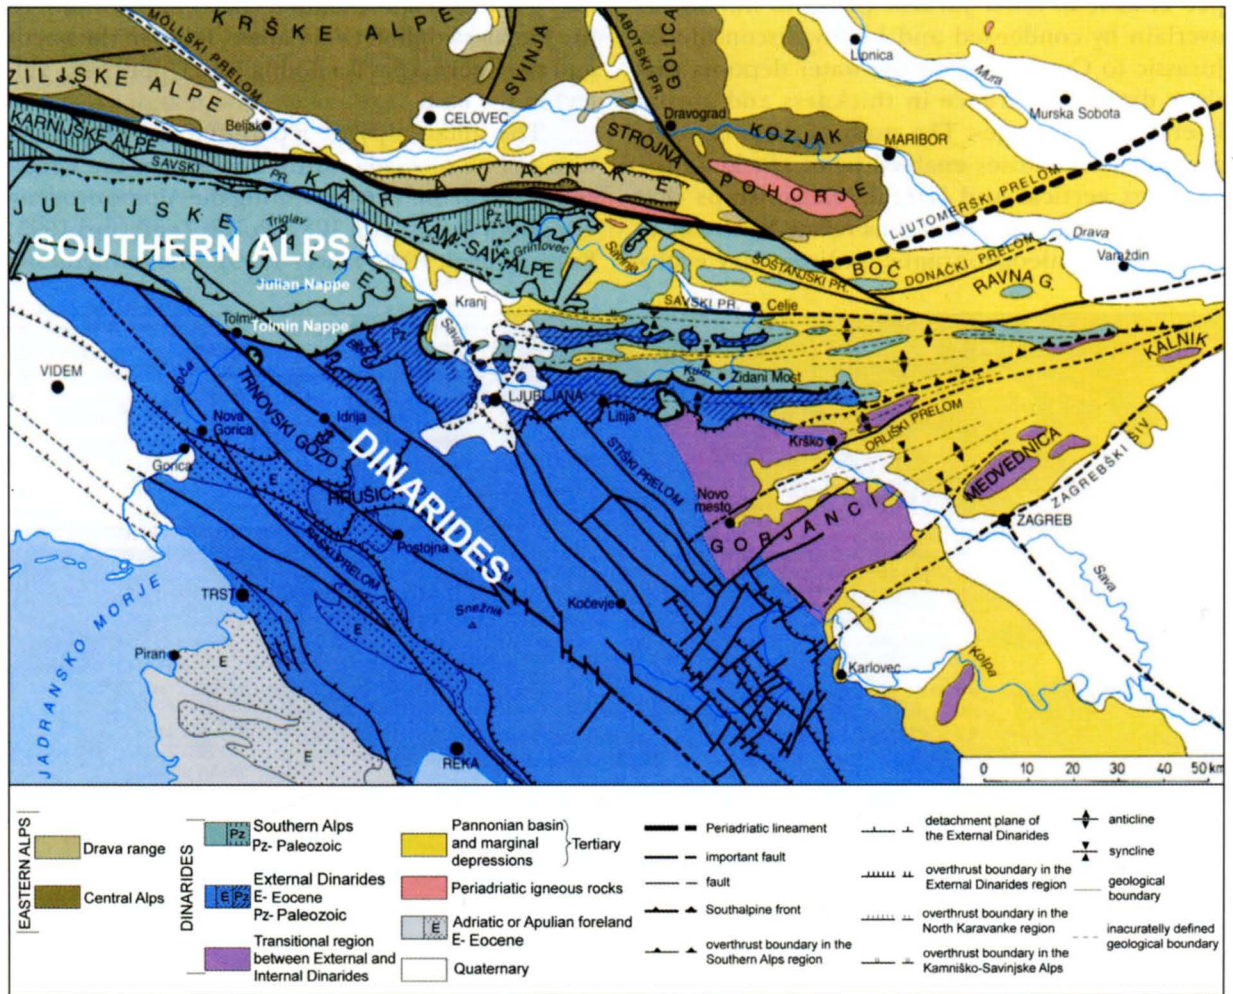 KRŠKE ALPE
MÖLLSKI PRELOM
SVINJA
LABOTSKI PR.
GOLICA
Lipnica
Mura
ZILJSKE ALPE
Beljak
CELOVEC
Dravograd
STROJNA
KOZJAK
MARIBOR
Murska Sobota
KARNIJSKE ALPE
SAVSKI PR.
KARAVANKE
POHORJE
LJUTOMERSKI PRELOM
JULIJSKE ALPE
Triglav
Pz
KAM.-SAV. ALPE
Grintovec
Savinja
Drava
Varaždin
SOUTHERN ALPS
ŠOŠTANJSKI PR.
BOČ
DONAČKI PRELOM
RAVNA G.
Julian Nappe
Kranj
SAVSKI PR.
Celje
Tolmin
Tolmin Nappe
Pz
Sava
KALNIK
VIDEM
Soča
Kum
Zidani Most
LJUBLJANA
Litija
TRNOVSKI GOZD
Idrija
Nova
Gorica
Gorica
STIŠKI PRELOM
Krško
ORLIŠKI PRELOM
MEDVEDNICA
ZAGREBŠKI
E
HRUŠICA
DINARIDES
Novo
mesto
GORJANCI
ZAGREB
Postojna
RAŠKI PRELOM
Sava
TRST
Snežnik
Kočevje
JADRANSKO MORJE
Piran
E
E
Karlovec
Kolpa
E
REKA
0 10 20 30 40 50 km
EASTERN ALPS
Drava range
Central Alps
DINARIDES
Pz
Southern Alps
Pz- Paleozoic
E Pz
External Dinarides
E- Eocene
Pz- Paleozoic
Transitional region
between External and
Internal Dinarides
Pannonian basin
and marginal
depressions
Tertiary
Periadriatic igneous rocks
E
Adriatic or Apulian foreland
E- Eocene
Quaternary
Periadriatic lineament
important fault
fault
Southalpine front
overthrust boundary in the
Southern Alps region
detachment plane of
the External Dinarides
overthrust boundary in the
External Dinarides region
overthrust boundary in the
North Karavanke region
overthrust boundary in the
Kamniško-Savinjske Alps
anticline
syncline
geological
boundary
inacuratelly defined
geological boundary